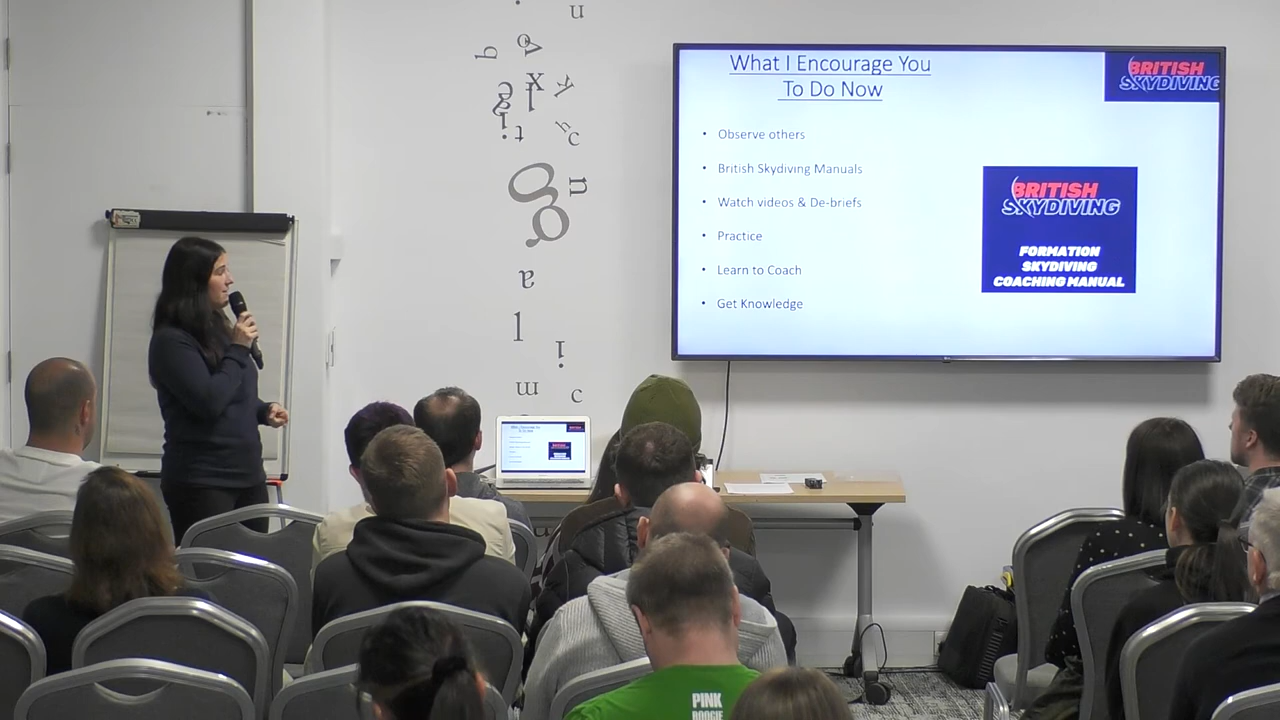 What I Encourage You
To Do Now
BRITISH
SKYDIVING
• Observe others
• British Skydiving Manuals
• Watch videos & De-briefs
• Practice
• Learn to Coach
• Get Knowledge
BRITISH
SKYDIVING
FORMATION
SKYDIVING
COACHING MANUAL
PINK
BOOGIE